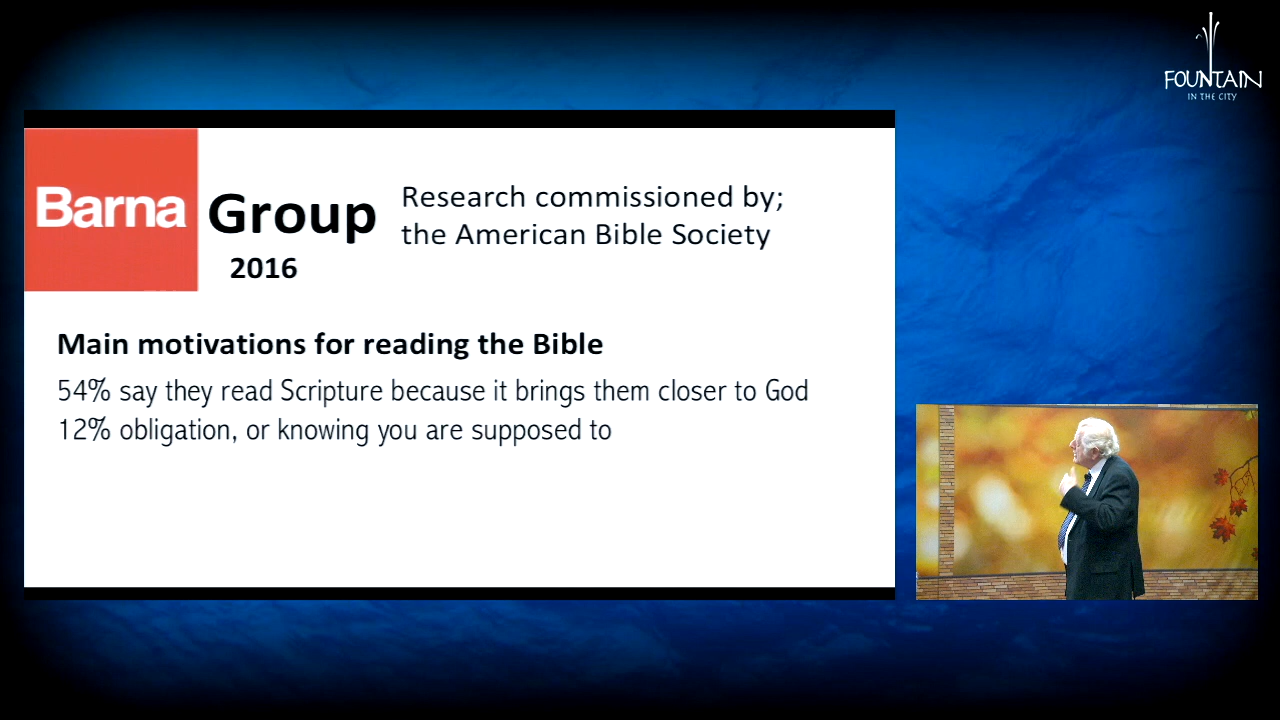 FOUNTAIN
IN THE CITY
Barna
Group
Research commissioned by;
the American Bible Society
2016
Main motivations for reading the Bible
54% say they read Scripture because it brings them closer to God
12% obligation, or knowing you are supposed to